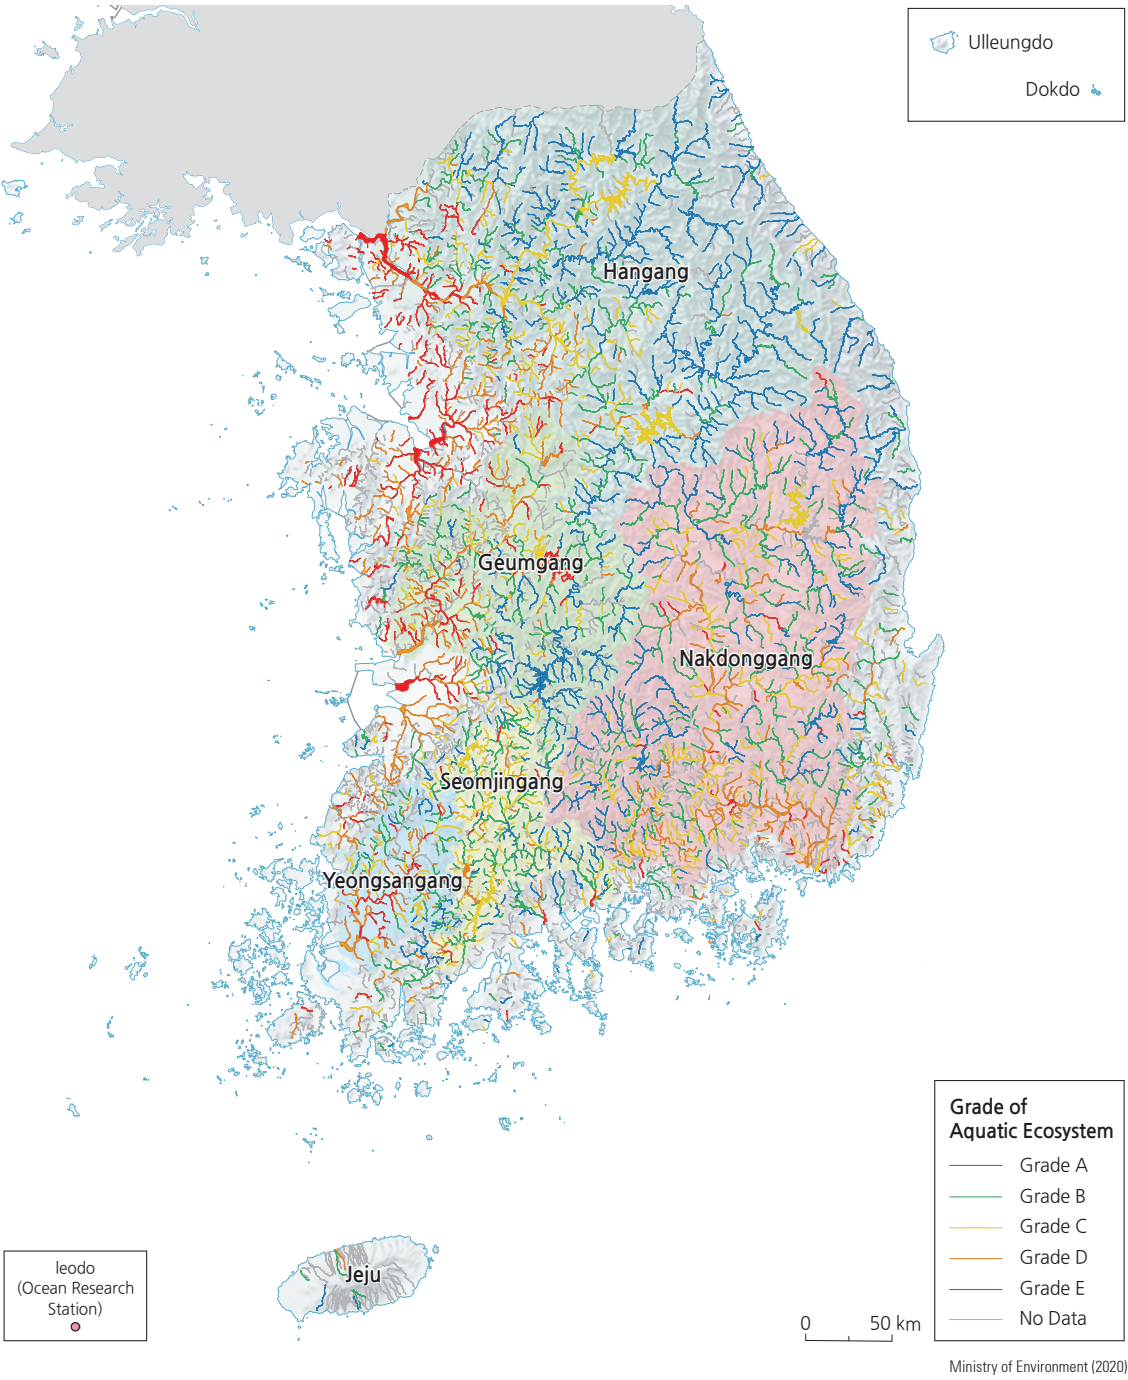 Ulleungdo
Dokdo
Hangang
Geumgang
Nakdonggang
Seomjingang
Yeongsangang
Jeju
Ieodo
(Ocean Research
Station)
0 50 km
Grade of
Aquatic Ecosystem
Grade A
Grade B
Grade C
Grade D
Grade E
No Data
Ministry of Environment (2020)